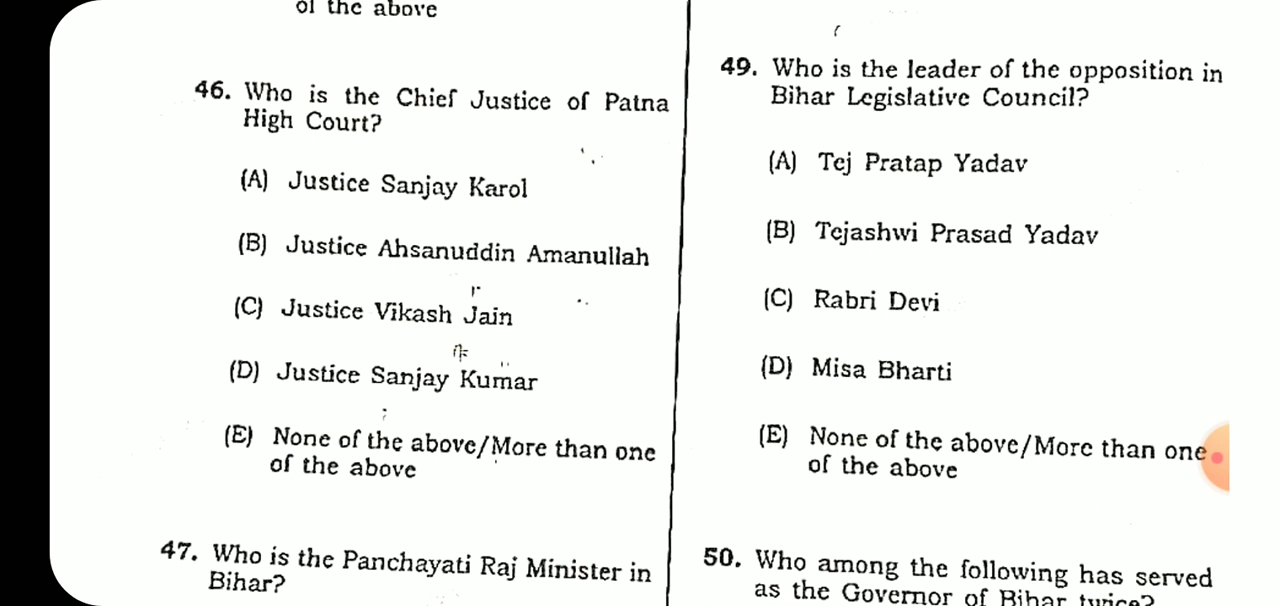 of the above
46. Who is the Chief Justice of Patna
High Court?
(A) Justice Sanjay Karol
(B) Justice Ahsanuddin Amanullah
(C) Justice Vikash Jain
(D) Justice Sanjay Kumar
(E) None of the above/More than one
of the above
47. Who is the Panchayati Raj Minister in
Bihar?
49. Who is the leader of the opposition in
Bihar Legislative Council?
(A) Tej Pratap Yadav
(B) Tejashwi Prasad Yadav
(C) Rabri Devi
(D) Misa Bharti
(E) None of the above/More than one
of the above
50. Who among the following has served
as the Governor of Bihar twice?